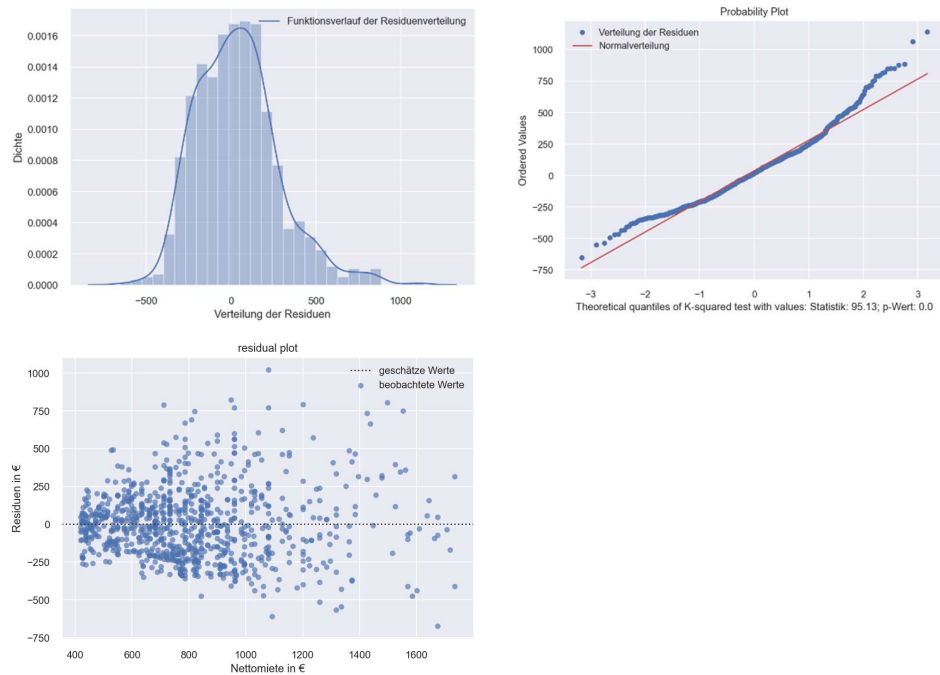 Funktionsverlauf der Residuenverteilung
0.0016
0.0014
0.0012
0.0010
0.0008
0.0006
0.0004
0.0002
0.0000
Dichte
−500 0 500 1000
Verteilung der Residuen
Probability Plot
Verteilung der Residuen
Normalverteilung
1000
750
500
250
0
−250
−500
−750
Ordered Values
−3 −2 −1 0 1 2 3
Theoretical quantiles of K-squared test with values: Statistik: 95.13; p-Wert: 0.0
residual plot
geschätze Werte
beobachtete Werte
1000
750
500
250
0
−250
−500
−750
Residuen in €
400 600 800 1000 1200 1400 1600
Nettomiete in €